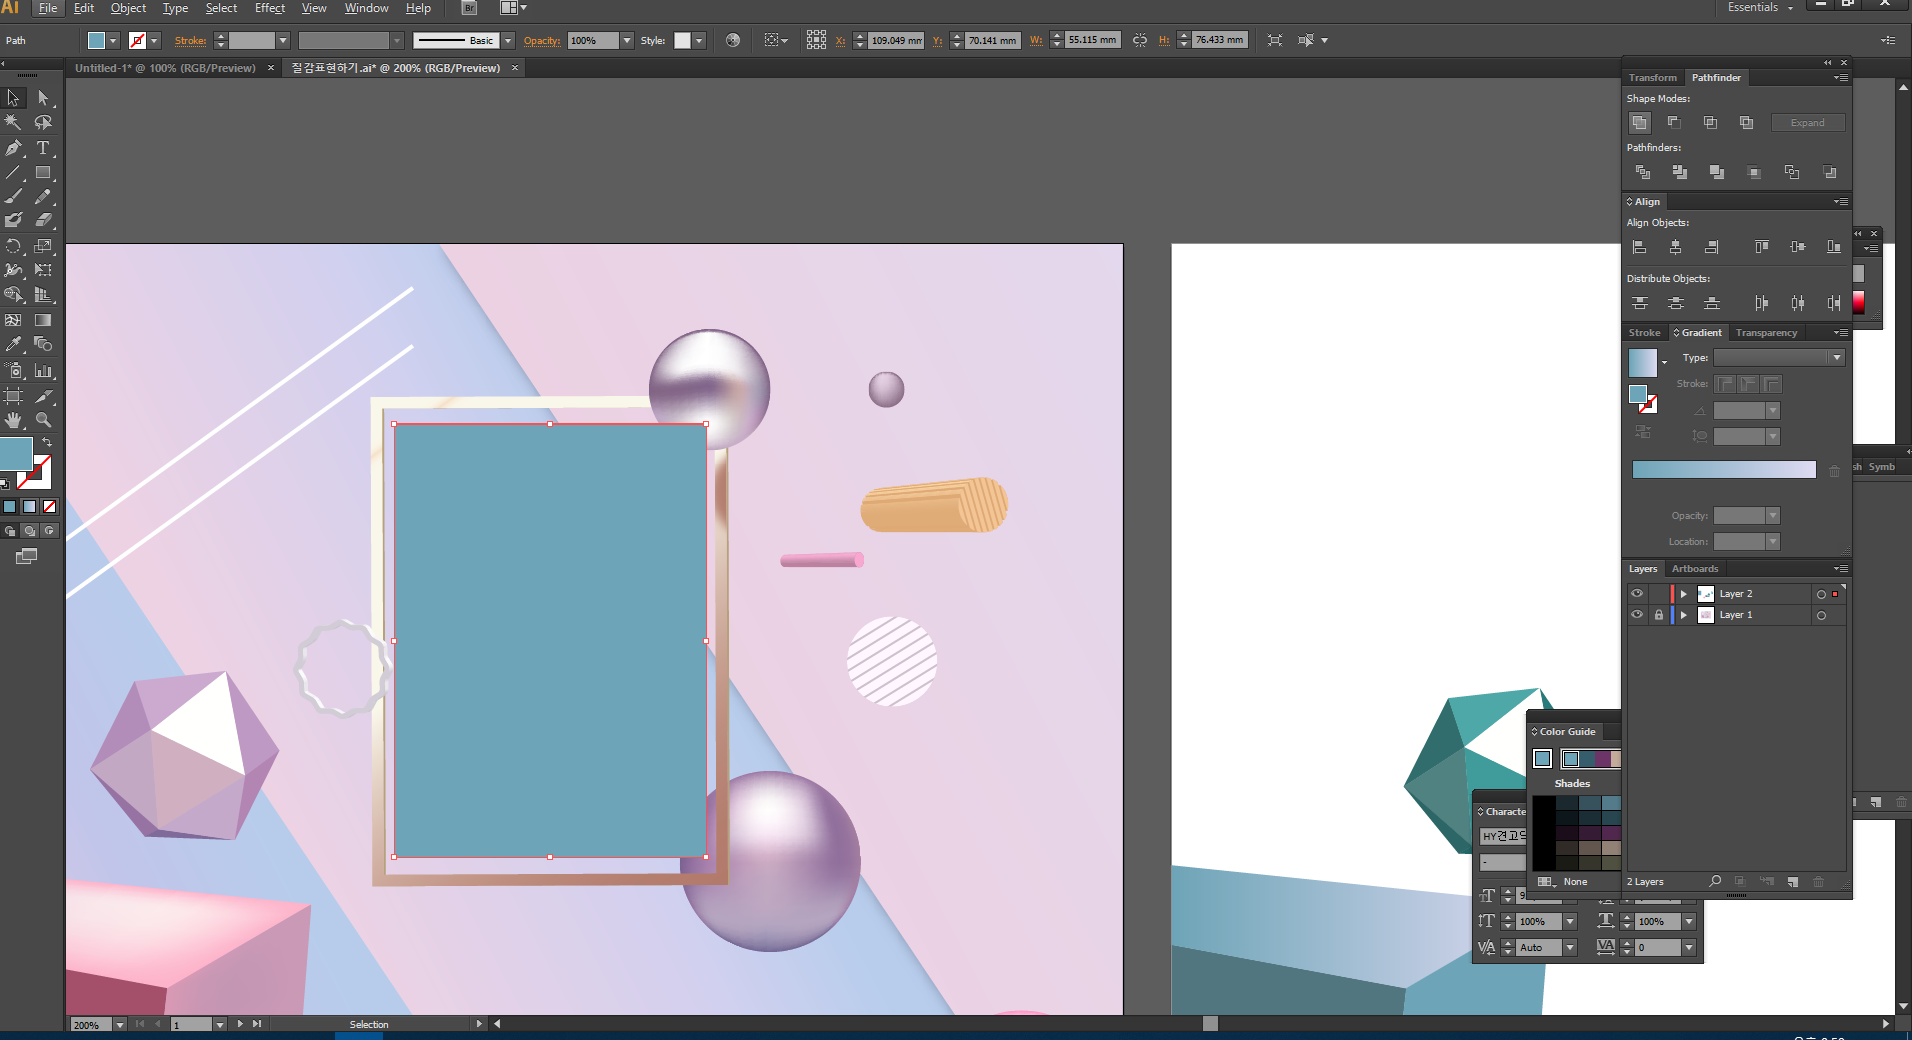 Ai File Edit Object Type Select Effect View Window Help Br Essentials
Path Stroke: Basic Opacity: 100% Style: X: 109.049 mm Y: 70.141 mm W: 55.115 mm H: 76.433 mm
Untitled-1* @ 100% (RGB/Preview) × 질감표현하기.ai* @ 200% (RGB/Preview) ×
Transform Pathfinder
Shape Modes:
Expand
Pathfinders:
Align
Align Objects:
Distribute Objects:
Stroke Gradient Transparency
Type:
Stroke:
Opacity:
Location:
Symb
Layers Artboards
Layer 2
Layer 1
2 Layers
Color Guide
Shades
None
Characte
HY견고
-
100% 100%
Auto 0
200% 1 Selection